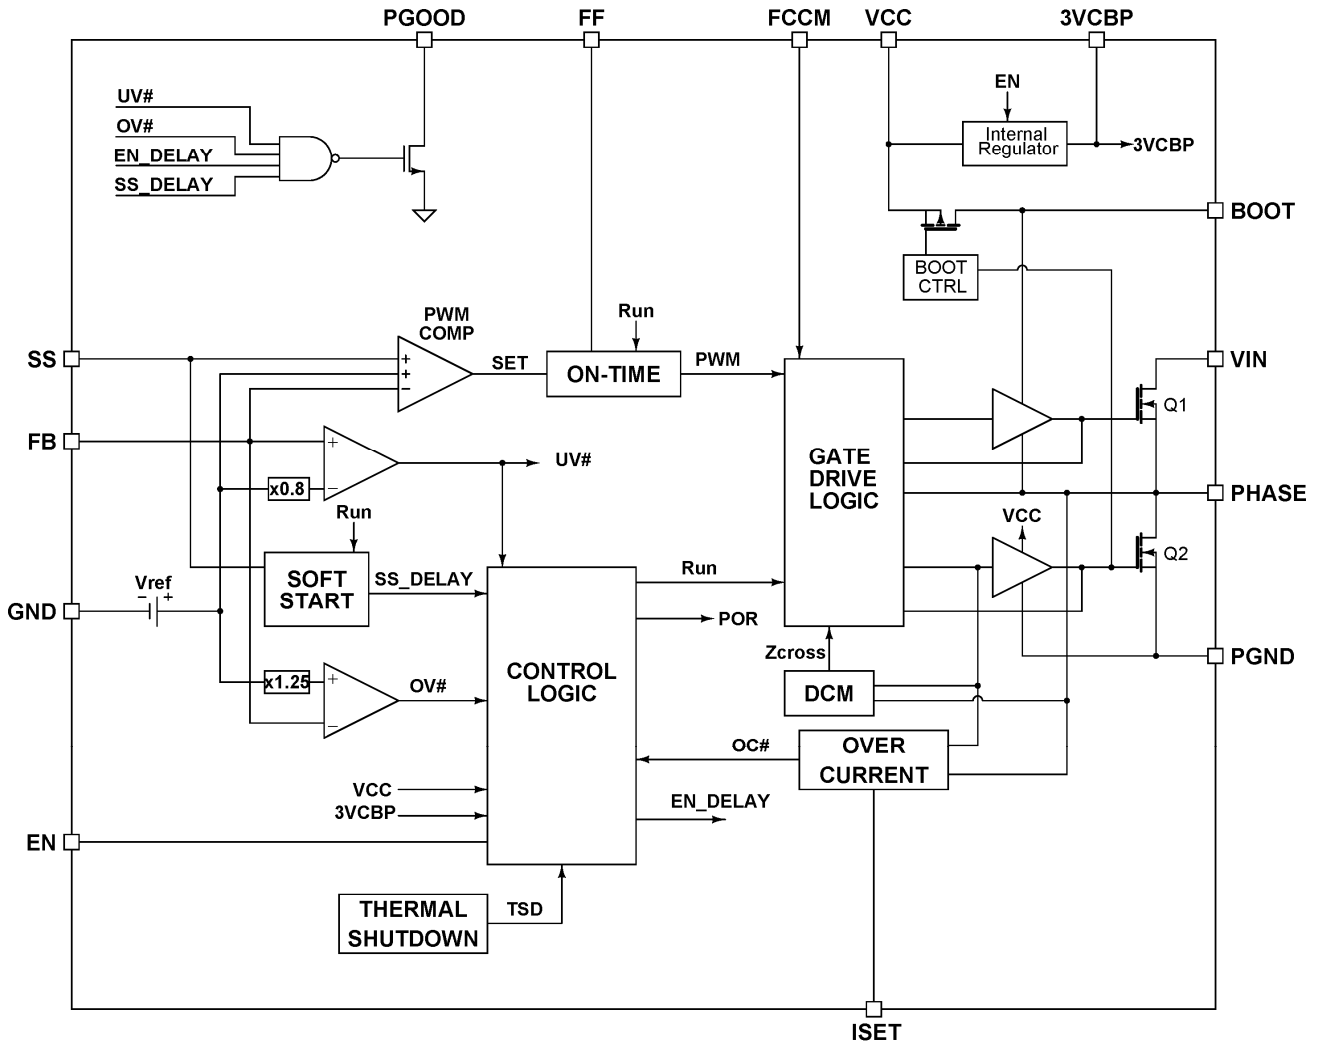 PGOOD
FF
FCCM
VCC
3VCBP
UV#
OV#
EN_DELAY
SS_DELAY
EN
Internal
Regulator
3VCBP
BOOT
BOOT
CTRL
PWM
COMP
Run
SS
+
+
−
SET
ON-TIME
PWM
VIN
Q1
FB
+
−
x0.8
UV#
GATE
DRIVE
LOGIC
PHASE
Run
VCC
Q2
SOFT
START
SS_DELAY
Run
Vref
− +
GND
POR
Zcross
PGND
x1.25
+
−
OV#
CONTROL
LOGIC
DCM
OC#
OVER
CURRENT
VCC
3VCBP
EN_DELAY
EN
THERMAL
SHUTDOWN
TSD
ISET